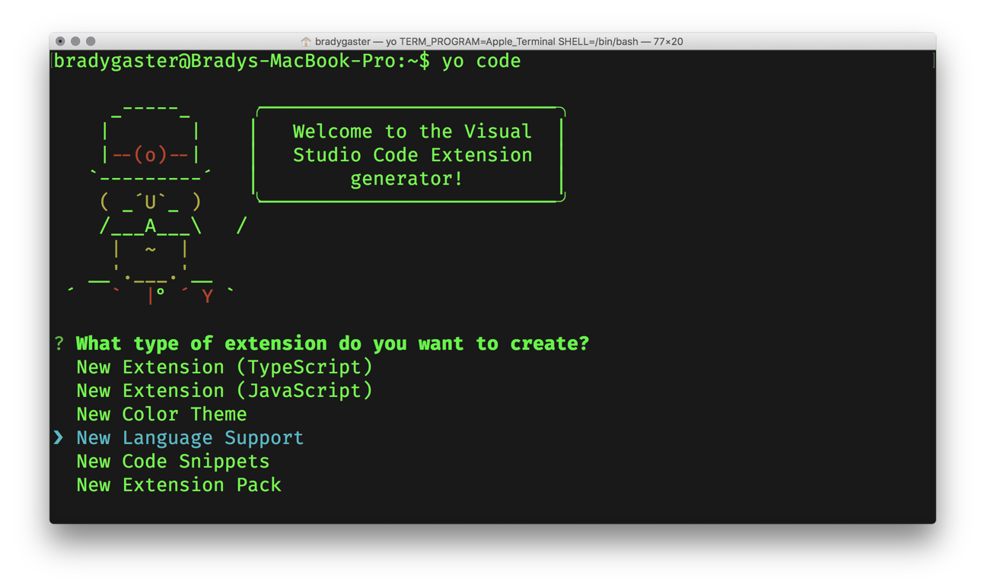 bradygaster — yo TERM_PROGRAM=Apple_Terminal SHELL=/bin/bash — 77×20
bradygaster@Bradys-MacBook-Pro:~$ yo code
Welcome to the Visual
Studio Code Extension
generator!
--(o)--
( _´U`_ )
/___A___\ /
| ~ |
__'.___.'__
´ ` |° ´ Y `
? What type of extension do you want to create?
New Extension (TypeScript)
New Extension (JavaScript)
New Color Theme
❯ New Language Support
New Code Snippets
New Extension Pack